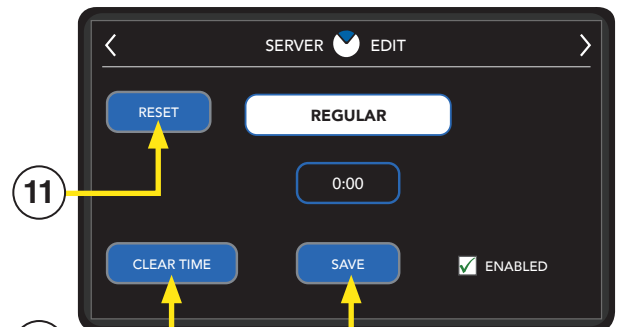 SERVER EDIT
RESET
REGULAR
11
0:00
CLEAR TIME
SAVE
ENABLED